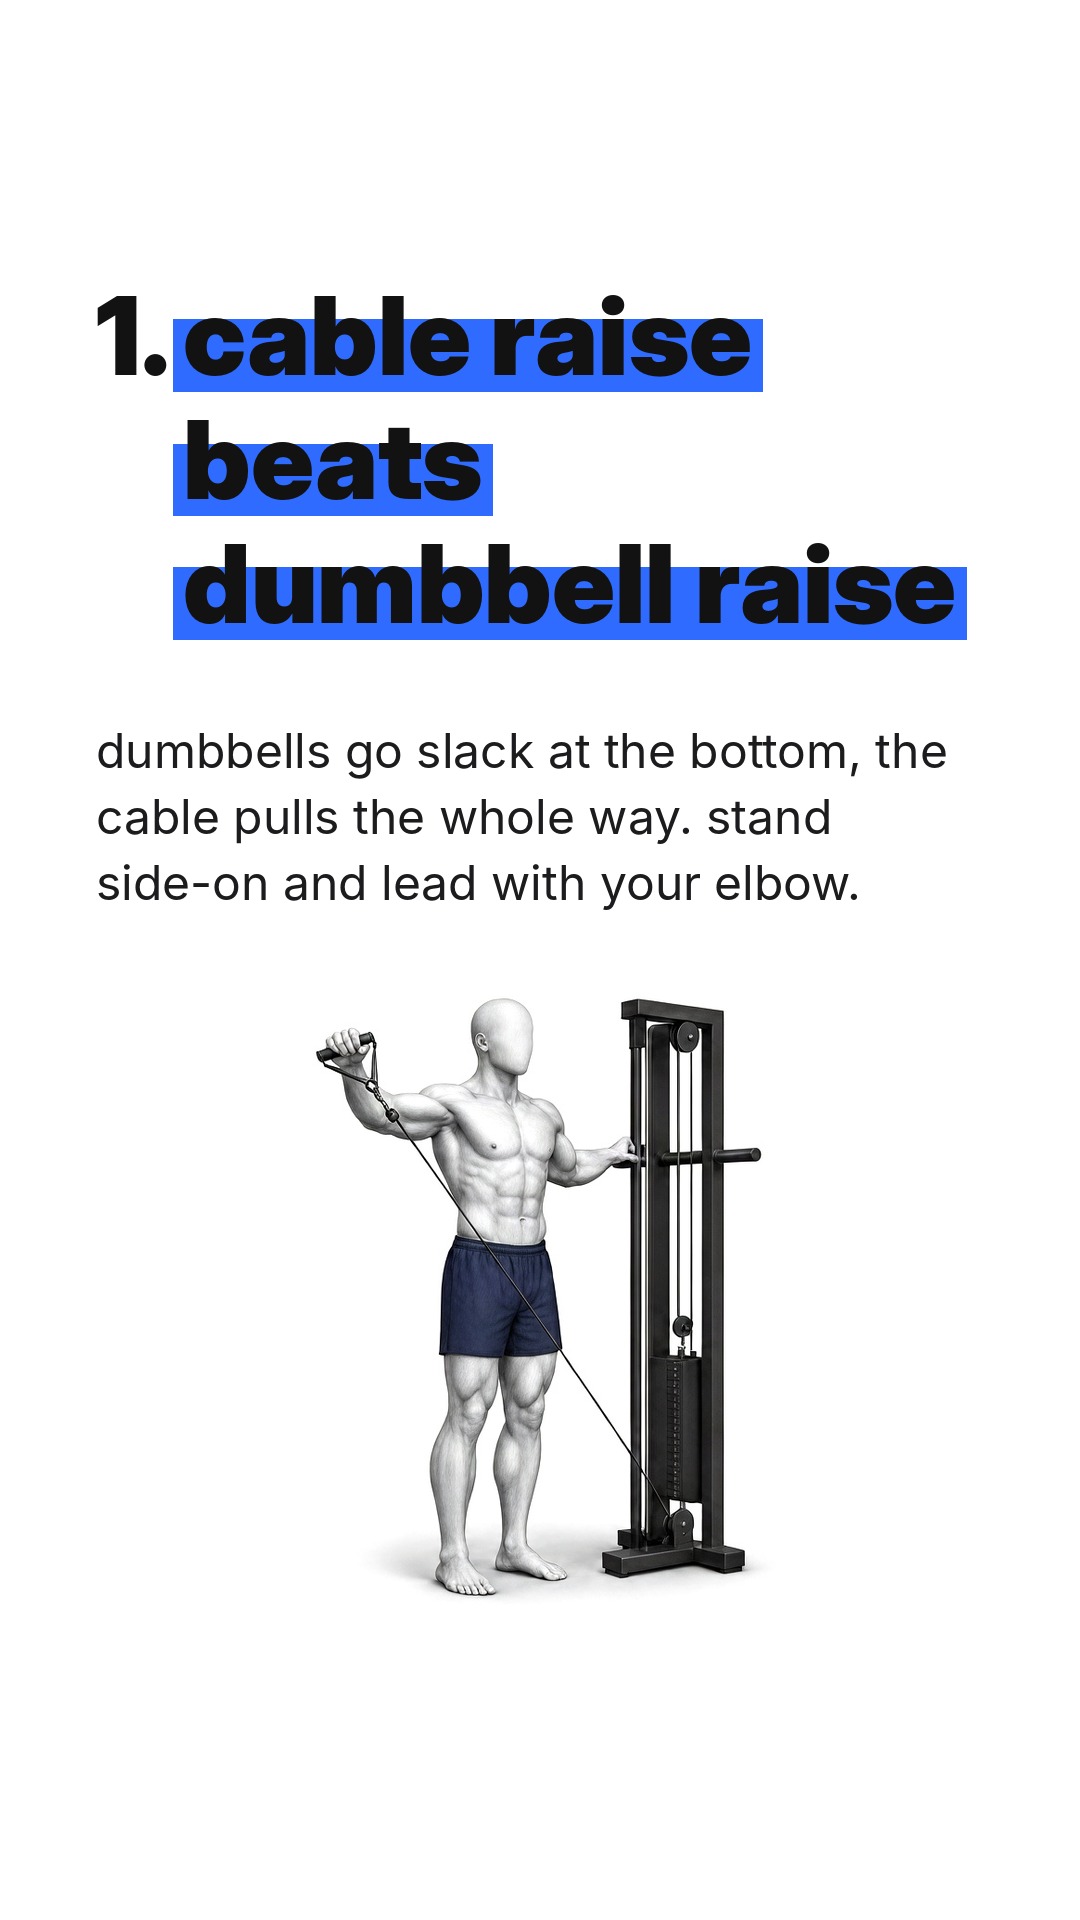 1. cable raise
beats
dumbbell raise
dumbbells go slack at the bottom, the
cable pulls the whole way. stand
side-on and lead with your elbow.